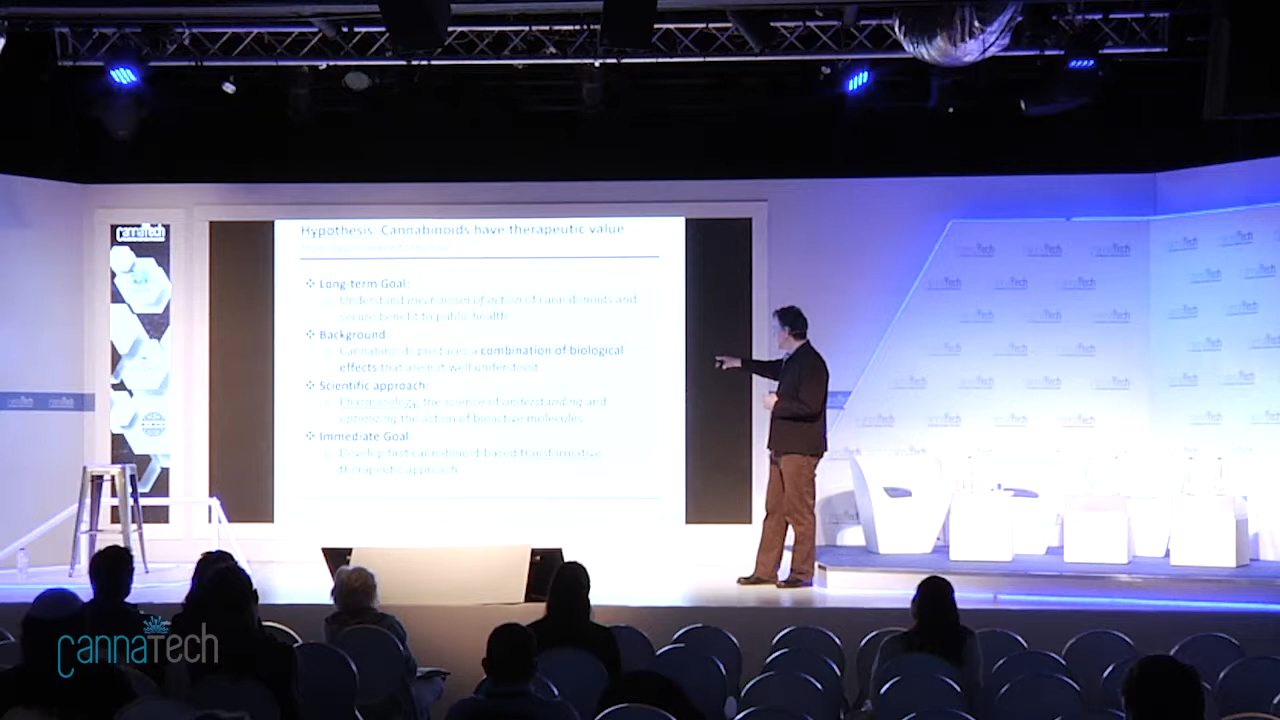 cannaTech
Hypothesis: Cannabinoids have therapeutic value
Long-term Goal:
Understand mechanism of action of cannabinoids and
secure benefit to public health
Background:
Cannabinoids produces a combination of biological
effects that are not well understood
Scientific approach:
Pharmacology, the science of understanding and
optimizing the action of bioactive molecules
Immediate Goal:
Develop first cannabinoid-based transformative
therapeutic approach
cannaTech